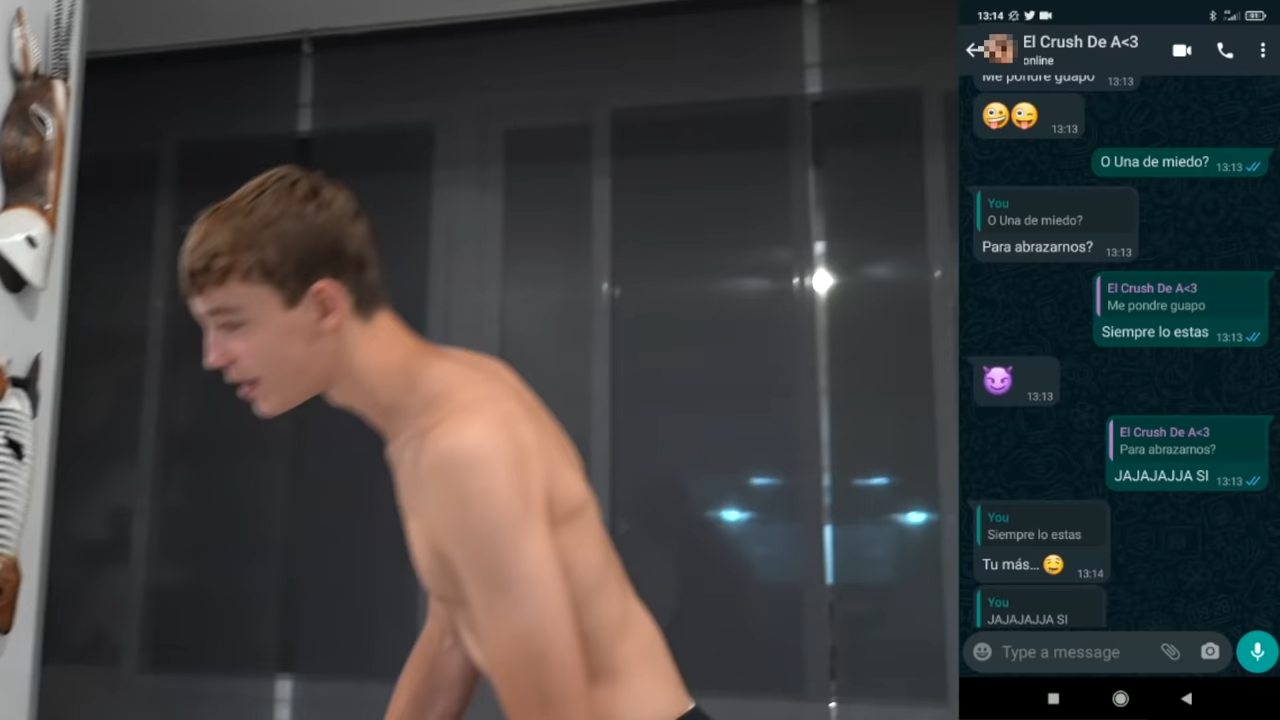 13:14
El Crush De A<3
online
Me pondre guapo 13:13
13:13
O Una de miedo? 13:13
You
O Una de miedo?
Para abrazarnos? 13:13
El Crush De A<3
Me pondre guapo
Siempre lo estas 13:13
13:13
El Crush De A<3
Para abrazarnos?
JAJAJAJJA SI 13:13
You
Siempre lo estas
Tu más... 13:14
You
JAJAJAJJA SI
Type a message